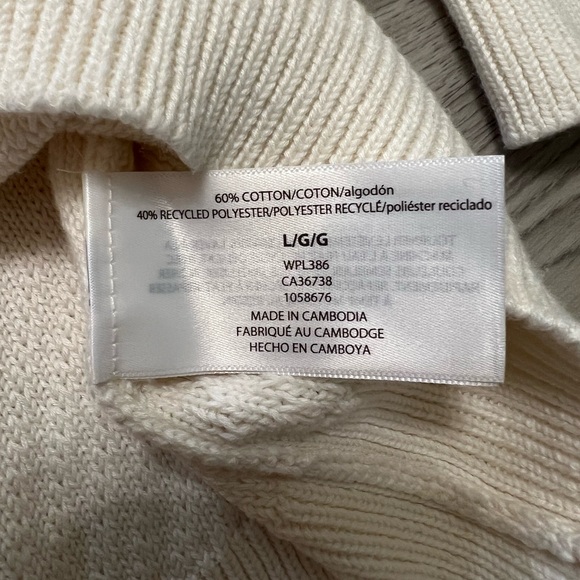 60% COTTON/COTON/algodón
40% RECYCLED POLYESTER/POLYESTER RECYCLÉ/poliéster reciclado
L/G/G
WPL386
CA36738
1058676
MADE IN CAMBODIA
FABRIQUÉ AU CAMBODGE
HECHO EN CAMBOYA